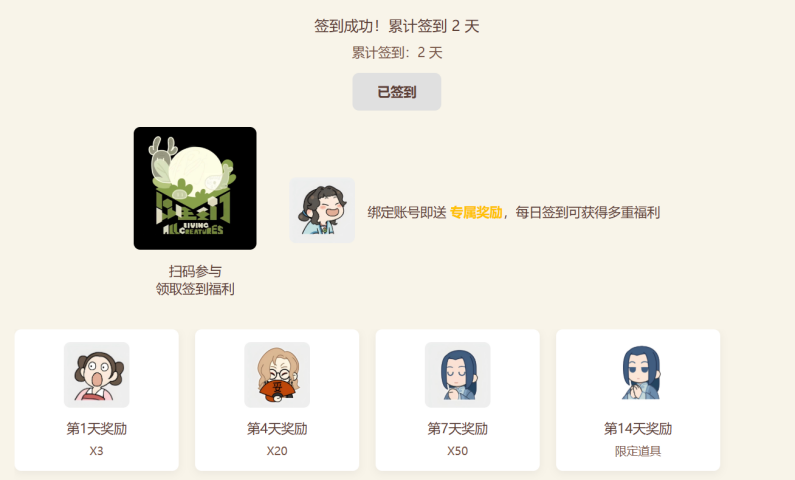 签到成功！累计签到 2 天
累计签到：2 天
已签到
ALL LIVING CREATURES
扫码参与
领取签到福利
绑定账号即送 专属奖励，每日签到可获得多重福利
第1天奖励
X3
第4天奖励
X20
第7天奖励
X50
第14天奖励
限定道具